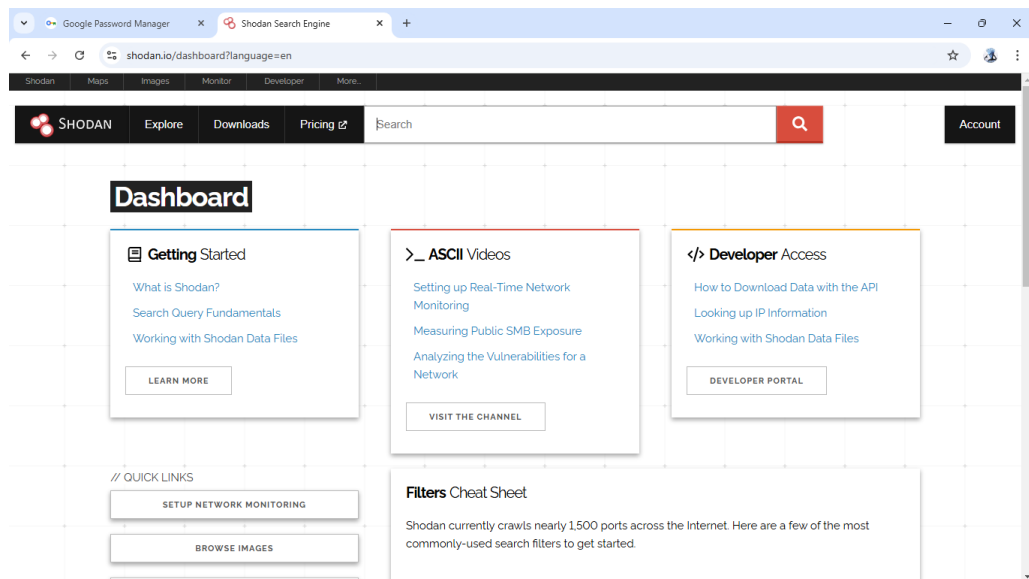 Google Password Manager
Shodan Search Engine
shodan.io/dashboard?language=en
Shodan Maps Images Monitor Developer More...
SHODAN Explore Downloads Pricing Search Account
Dashboard
Getting Started
What is Shodan?
Search Query Fundamentals
Working with Shodan Data Files
LEARN MORE
>_ ASCII Videos
Setting up Real-Time Network
Monitoring
Measuring Public SMB Exposure
Analyzing the Vulnerabilities for a
Network
VISIT THE CHANNEL
</> Developer Access
How to Download Data with the API
Looking up IP Information
Working with Shodan Data Files
DEVELOPER PORTAL
// QUICK LINKS
SETUP NETWORK MONITORING
BROWSE IMAGES
Filters Cheat Sheet
Shodan currently crawls nearly 1,500 ports across the Internet. Here are a few of the most
commonly-used search filters to get started.